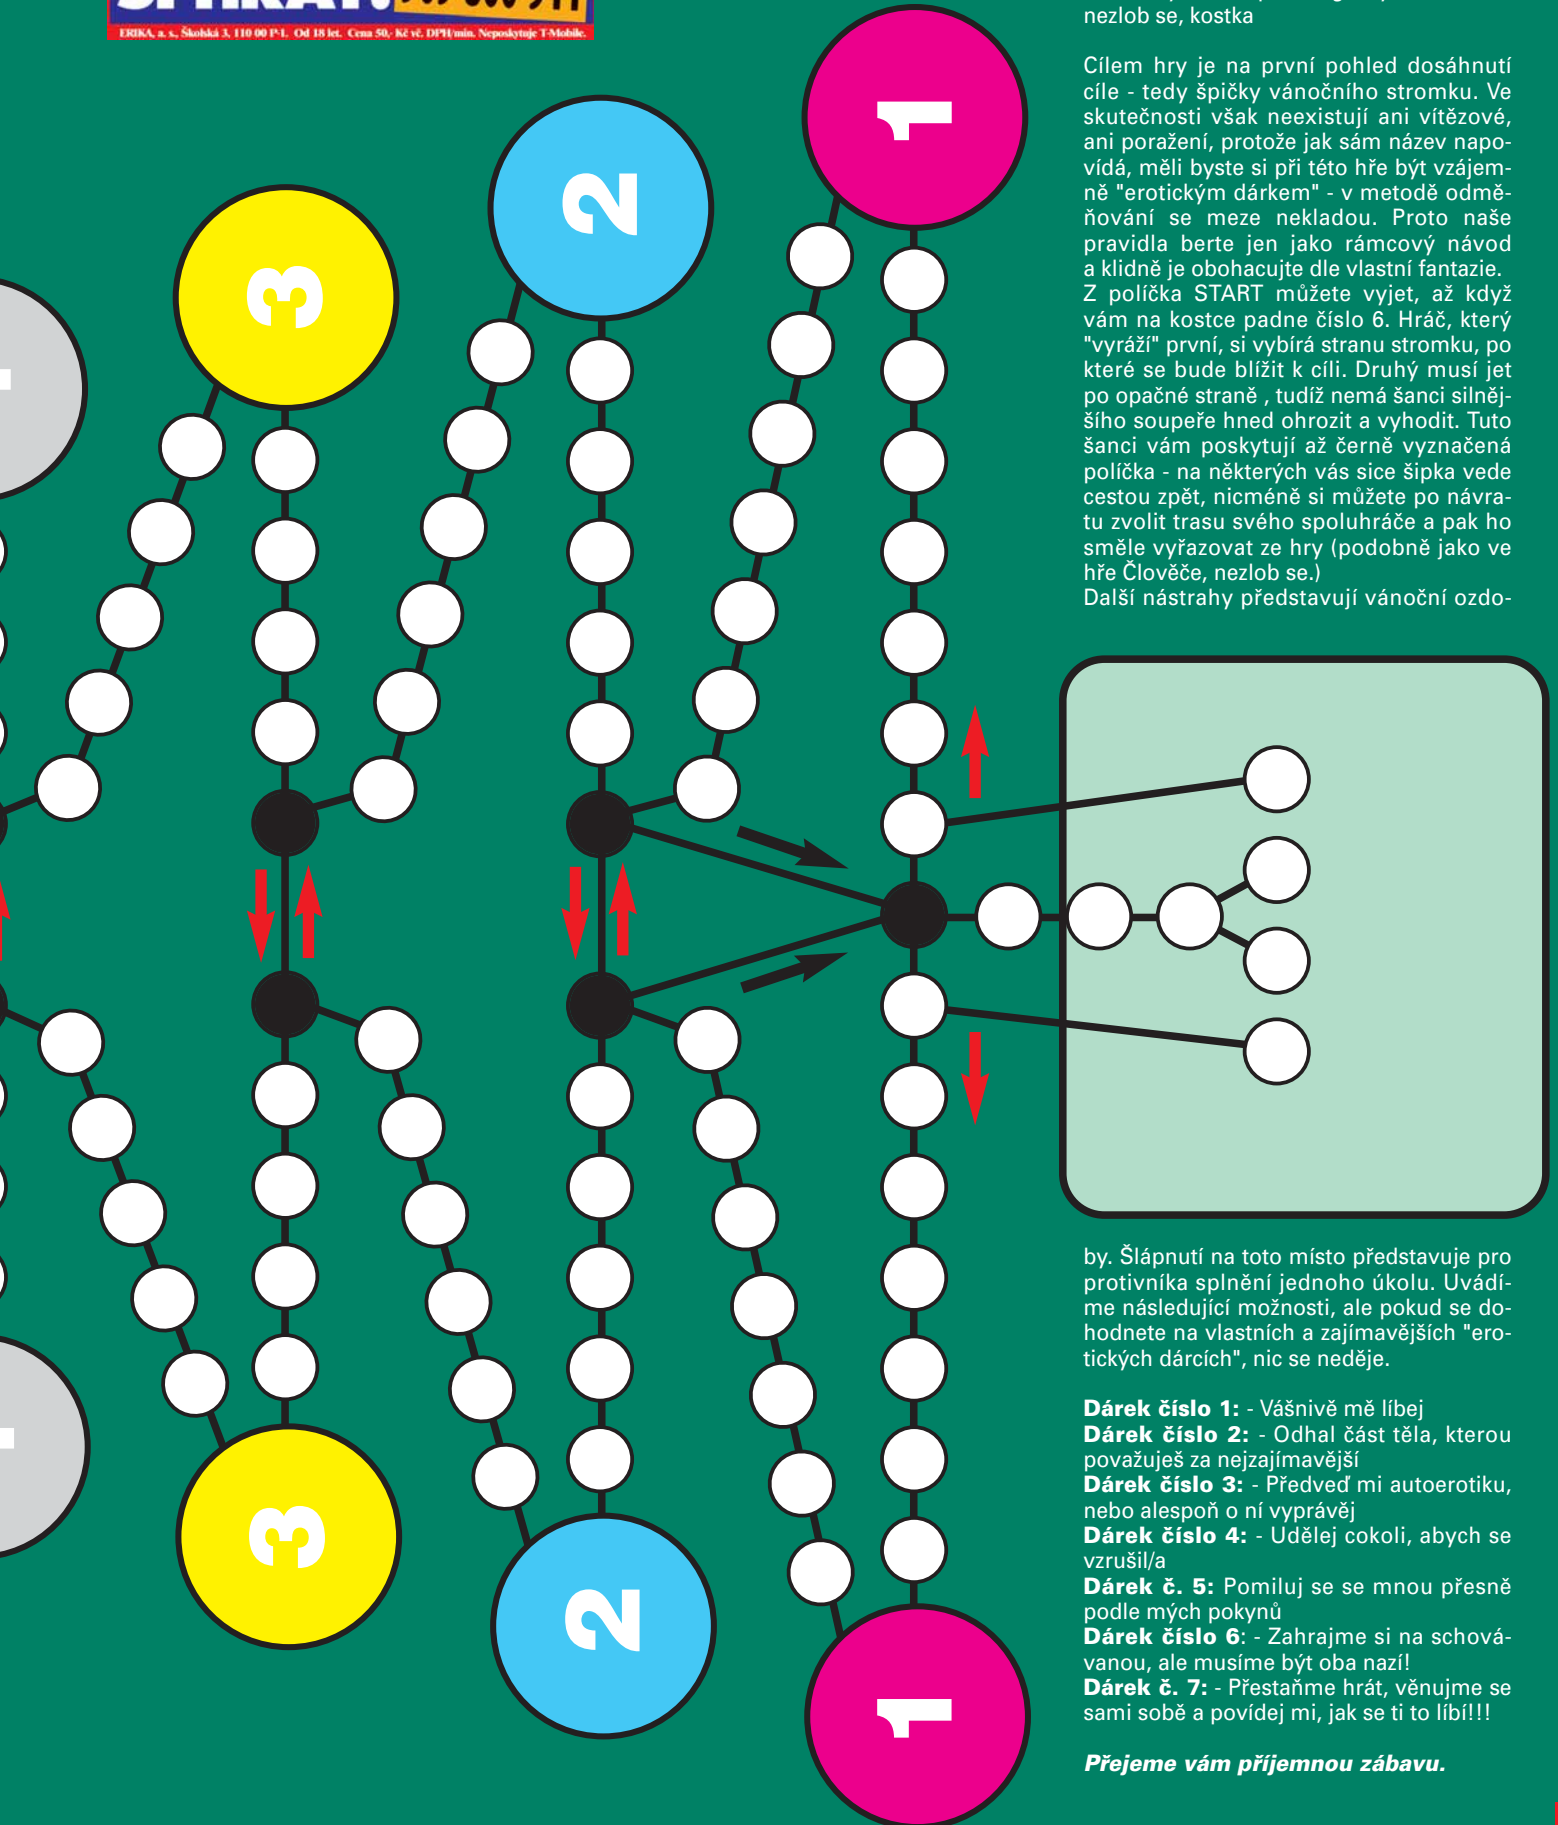 ERIKA, a. s., Školská 3, 110 00 P-1. Od 18 let. Cena 50,- Kč vč. DPH/min. Neposkytuje T-Mobile.
nezlob se, kostka
Cílem hry je na první pohled dosáhnutí
cíle - tedy špičky vánočního stromku. Ve
skutečnosti však neexistují ani vítězové,
ani poražení, protože jak sám název napo-
vídá, měli byste si při této hře být vzájem-
ně "erotickým dárkem" - v metodě odmě-
ňování se meze nekladou. Proto naše
pravidla berte jen jako rámcový návod
a klidně je obohacujte dle vlastní fantazie.
Z políčka START můžete vyjet, až když
vám na kostce padne číslo 6. Hráč, který
"vyráží" první, si vybírá stranu stromku, po
které se bude blížit k cíli. Druhý musí jet
po opačné straně , tudíž nemá šanci silněj-
šího soupeře hned ohrozit a vyhodit. Tuto
šanci vám poskytují až černě vyznačená
políčka - na některých vás sice šipka vede
cestou zpět, nicméně si můžete po návra-
tu zvolit trasu svého spoluhráče a pak ho
směle vyřazovat ze hry (podobně jako ve
hře Člověče, nezlob se.)
Další nástrahy představují vánoční ozdo-
by. Šlápnutí na toto místo představuje pro
protivníka splnění jednoho úkolu. Uvádí-
me následující možnosti, ale pokud se do-
hodnete na vlastních a zajímavějších "ero-
tických dárcích", nic se neděje.
Dárek číslo 1: - Vášnivě mě líbej
Dárek číslo 2: - Odhal část těla, kterou
považuješ za nejzajímavější
Dárek číslo 3: - Předveď mi autoerotiku,
nebo alespoň o ní vyprávěj
Dárek číslo 4: - Udělej cokoli, abych se
vzrušil/a
Dárek č. 5: Pomiluj se se mnou přesně
podle mých pokynů
Dárek číslo 6: - Zahrajme si na schová-
vanou, ale musíme být oba nazí!
Dárek č. 7: - Přestaňme hrát, věnujme se
sami sobě a povídej mi, jak se ti to líbí!!!
Přejeme vám příjemnou zábavu.
3
2
1
3
2
1